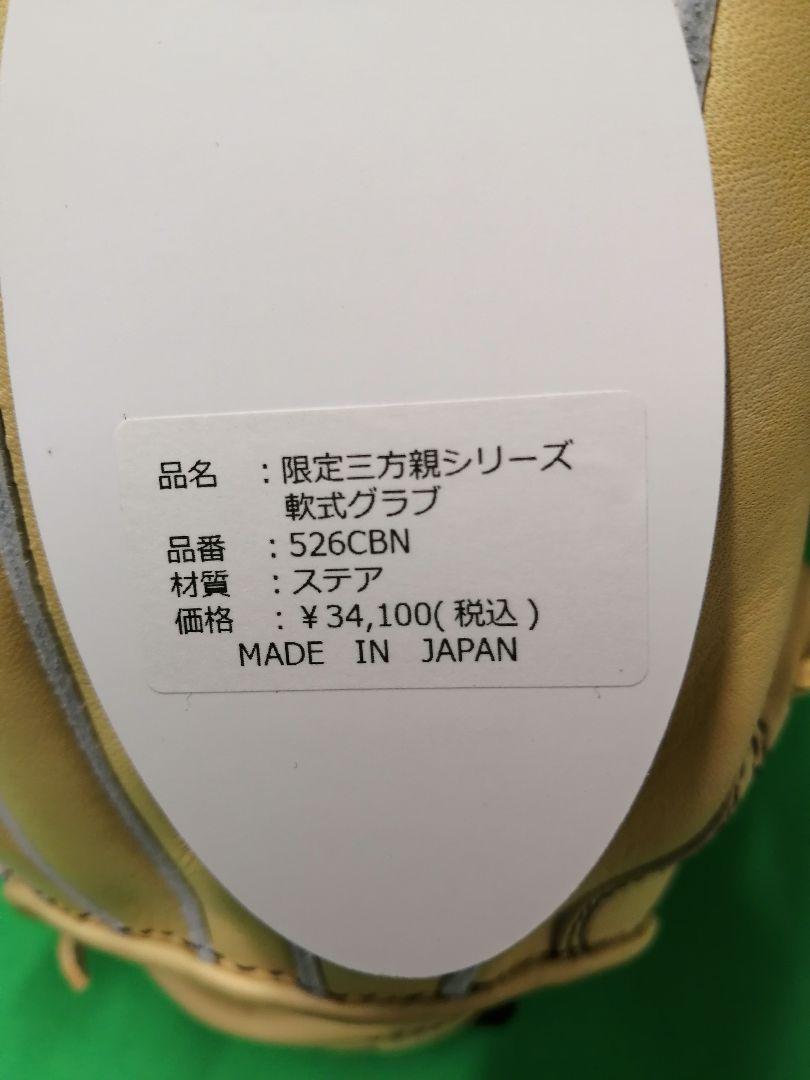 品名 ：限定三方親シリーズ
軟式グラブ
品番 ：526CBN
材質 ：ステア
価格 ：￥34,100(税込)
MADE IN JAPAN